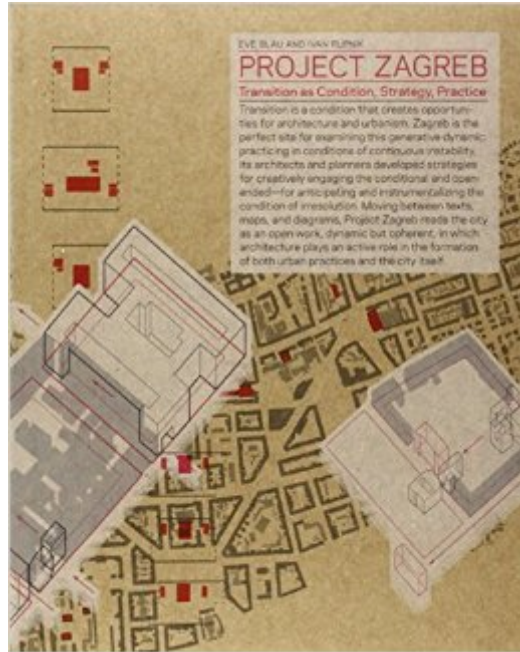 EVE BLAU AND IVAN RUPNIK
PROJECT ZAGREB
Transition as Condition, Strategy, Practice
Transition is a condition that creates opportuni-
ties for architecture and urbanism. Zagreb is the
perfect site for examining this generative dynamic:
practicing in conditions of continuous instability,
its architects and planners developed strategies
for creatively engaging the conditional and open-
ended—for anticipating and instrumentalizing the
condition of irresolution. Moving between texts,
maps, and diagrams, Project Zagreb reads the city
as an open work, dynamic but coherent, in which
architecture plays an active role in the formation
of both urban practices and the city itself.